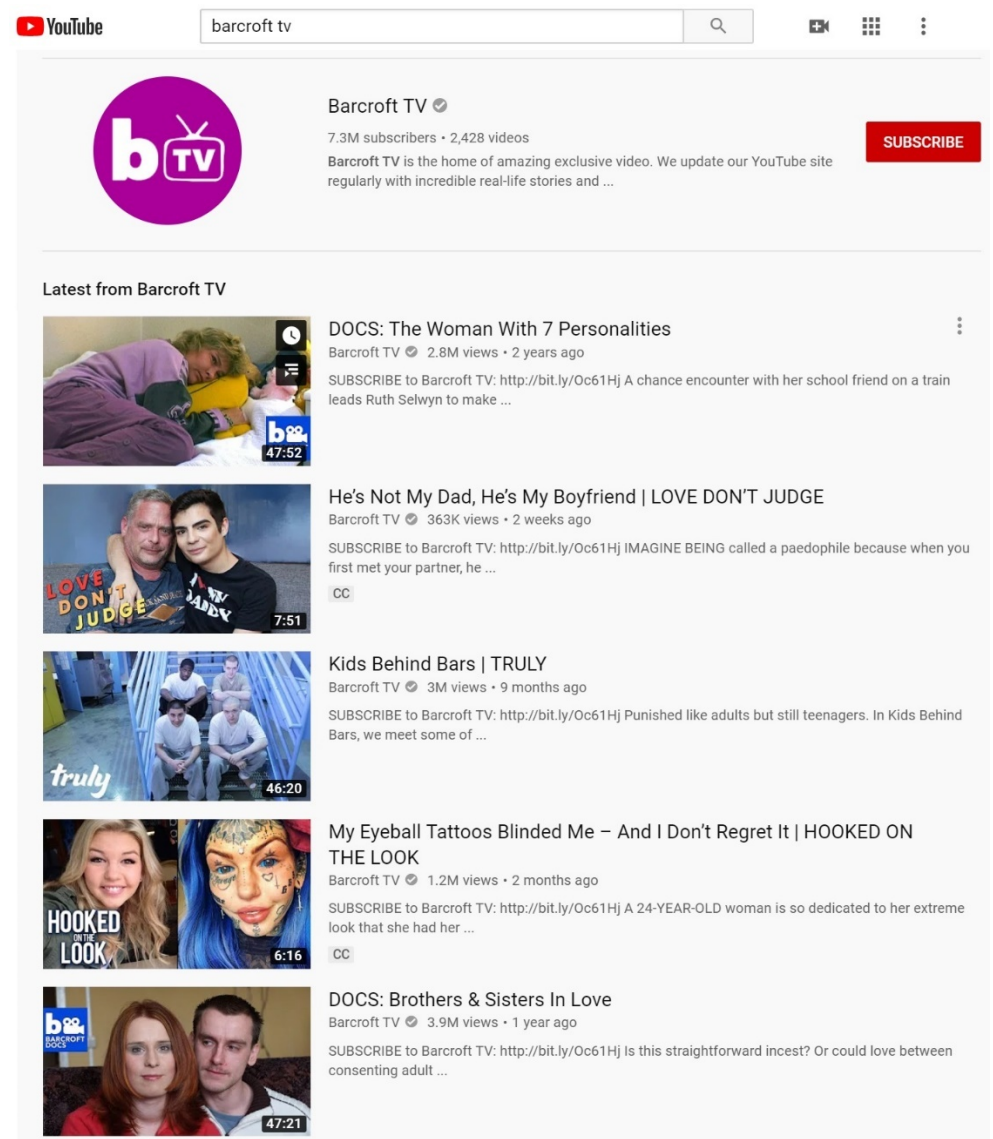 YouTube
barcroft tv
b TV
Barcroft TV
7.3M subscribers • 2,428 videos
SUBSCRIBE
Barcroft TV is the home of amazing exclusive video. We update our YouTube site
regularly with incredible real-life stories and ...
Latest from Barcroft TV
b
47:52
DOCS: The Woman With 7 Personalities
Barcroft TV 2.8M views • 2 years ago
SUBSCRIBE to Barcroft TV: http://bit.ly/Oc61Hj A chance encounter with her school friend on a train
leads Ruth Selwyn to make ...
LOVE
DON'T
JUDGE
7:51
He's Not My Dad, He's My Boyfriend | LOVE DON'T JUDGE
Barcroft TV 363K views • 2 weeks ago
SUBSCRIBE to Barcroft TV: http://bit.ly/Oc61Hj IMAGINE BEING called a paedophile because when you
first met your partner, he ...
CC
truly
46:20
Kids Behind Bars | TRULY
Barcroft TV 3M views • 9 months ago
SUBSCRIBE to Barcroft TV: http://bit.ly/Oc61Hj Punished like adults but still teenagers. In Kids Behind
Bars, we meet some of ...
HOOKED
ON THE
LOOK
6:16
My Eyeball Tattoos Blinded Me – And I Don't Regret It | HOOKED ON
THE LOOK
Barcroft TV 1.2M views • 2 months ago
SUBSCRIBE to Barcroft TV: http://bit.ly/Oc61Hj A 24-YEAR-OLD woman is so dedicated to her extreme
look that she had her ...
CC
b
BARCROFT
DOCS
47:21
DOCS: Brothers & Sisters In Love
Barcroft TV 3.9M views • 1 year ago
SUBSCRIBE to Barcroft TV: http://bit.ly/Oc61Hj Is this straightforward incest? Or could love between
consenting adult ...